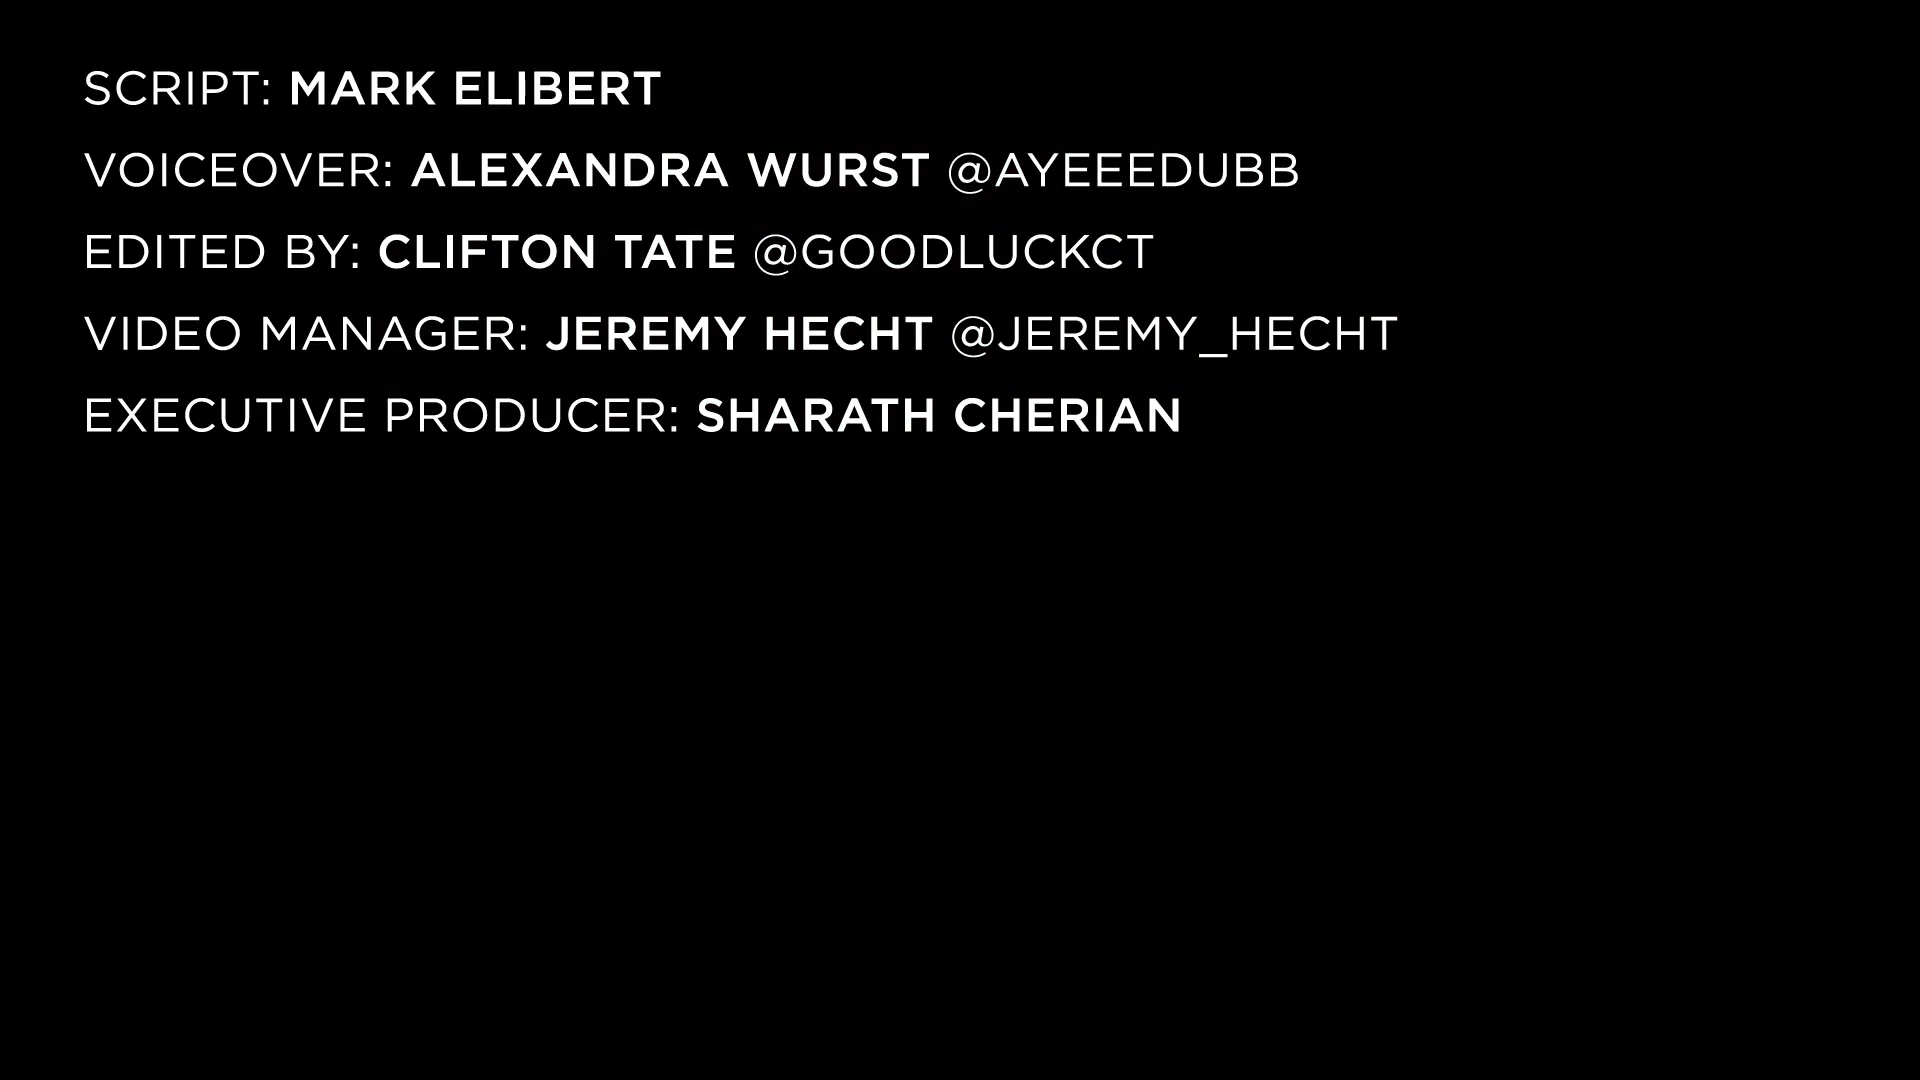 SCRIPT: MARK ELIBERT
VOICEOVER: ALEXANDRA WURST @AYEEEDUBB
EDITED BY: CLIFTON TATE @GOODLUCKCT
VIDEO MANAGER: JEREMY HECHT @JEREMY_HECHT
EXECUTIVE PRODUCER: SHARATH CHERIAN